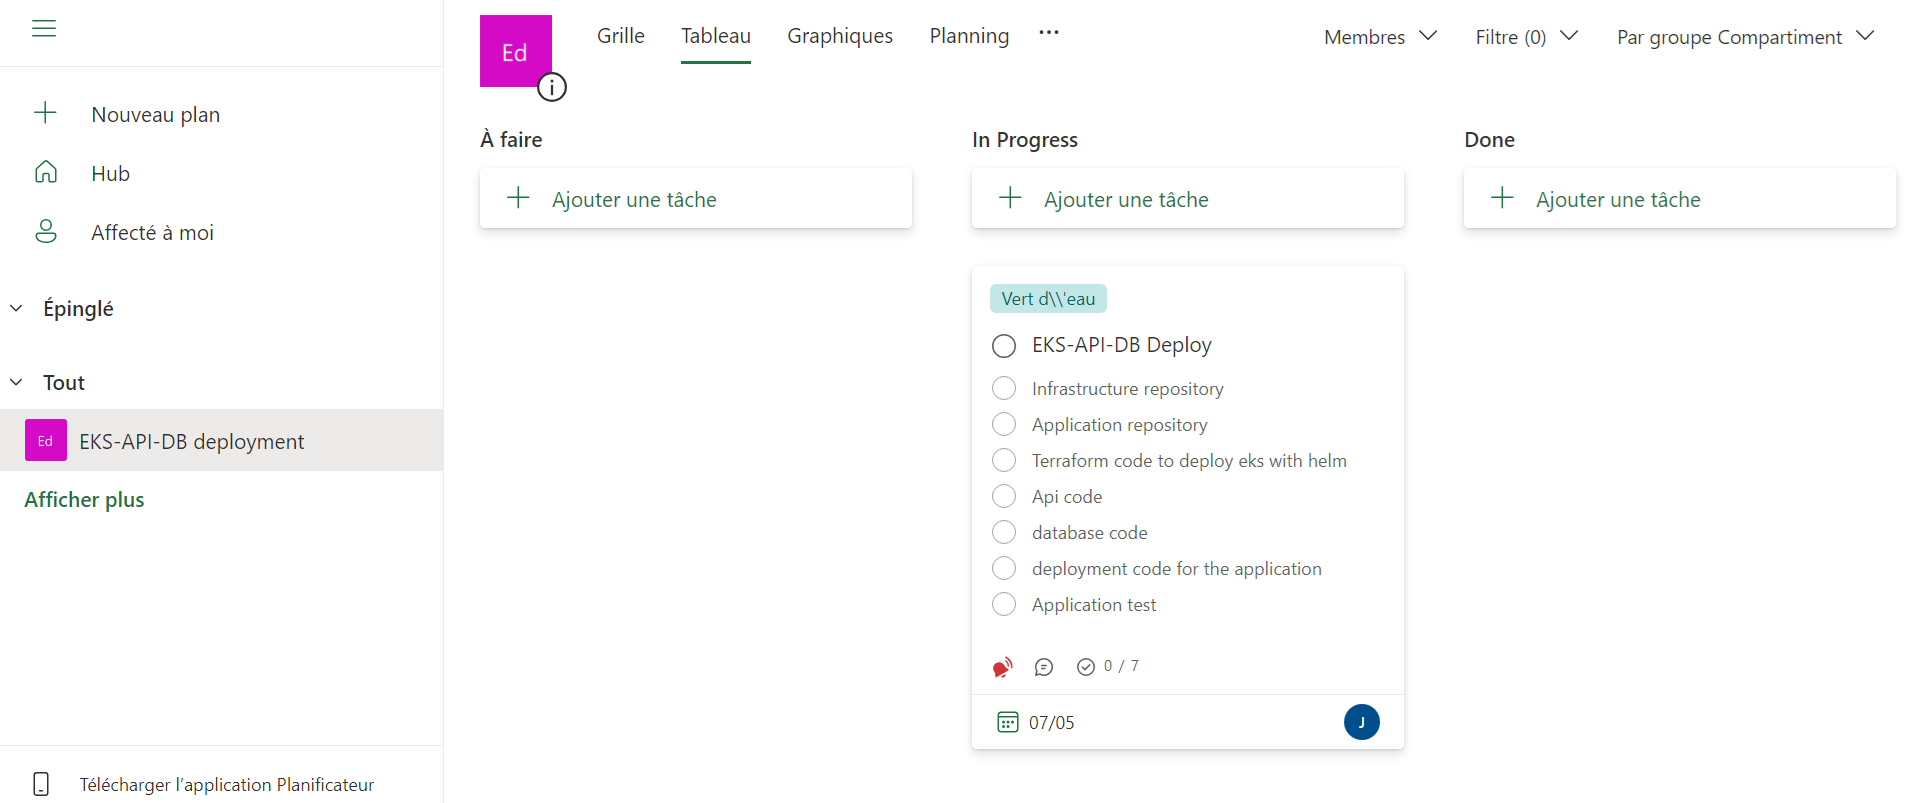 Nouveau plan
Hub
Affecté à moi
Épinglé
Tout
Ed
EKS-API-DB deployment
Afficher plus
Télécharger l'application Planificateur
Ed
Grille
Tableau
Graphiques
Planning
...
Membres
Filtre (0)
Par groupe Compartiment
À faire
Ajouter une tâche
In Progress
Ajouter une tâche
Vert d\\'eau
EKS-API-DB Deploy
Infrastructure repository
Application repository
Terraform code to deploy eks with helm
Api code
database code
deployment code for the application
Application test
0 / 7
07/05
J
Done
Ajouter une tâche